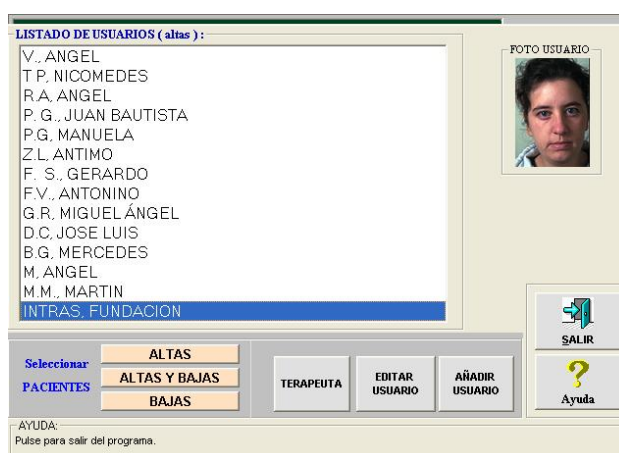 LISTADO DE USUARIOS ( altas ) :
V., ANGEL
T P, NICOMEDES
R.A, ANGEL
P. G., JUAN BAUTISTA
P.G, MANUELA
Z.L, ANTIMO
F. S., GERARDO
F.V., ANTONINO
G.R, MIGUEL ÁNGEL
D.C, JOSE LUIS
B.G, MERCEDES
M, ANGEL
M.M., MARTIN
INTRAS, FUNDACION
FOTO USUARIO
SALIR
Seleccionar
PACIENTES
ALTAS
ALTAS Y BAJAS
BAJAS
TERAPEUTA
EDITAR
USUARIO
AÑADIR
USUARIO
Ayuda
AYUDA:
Pulse para salir del programa.